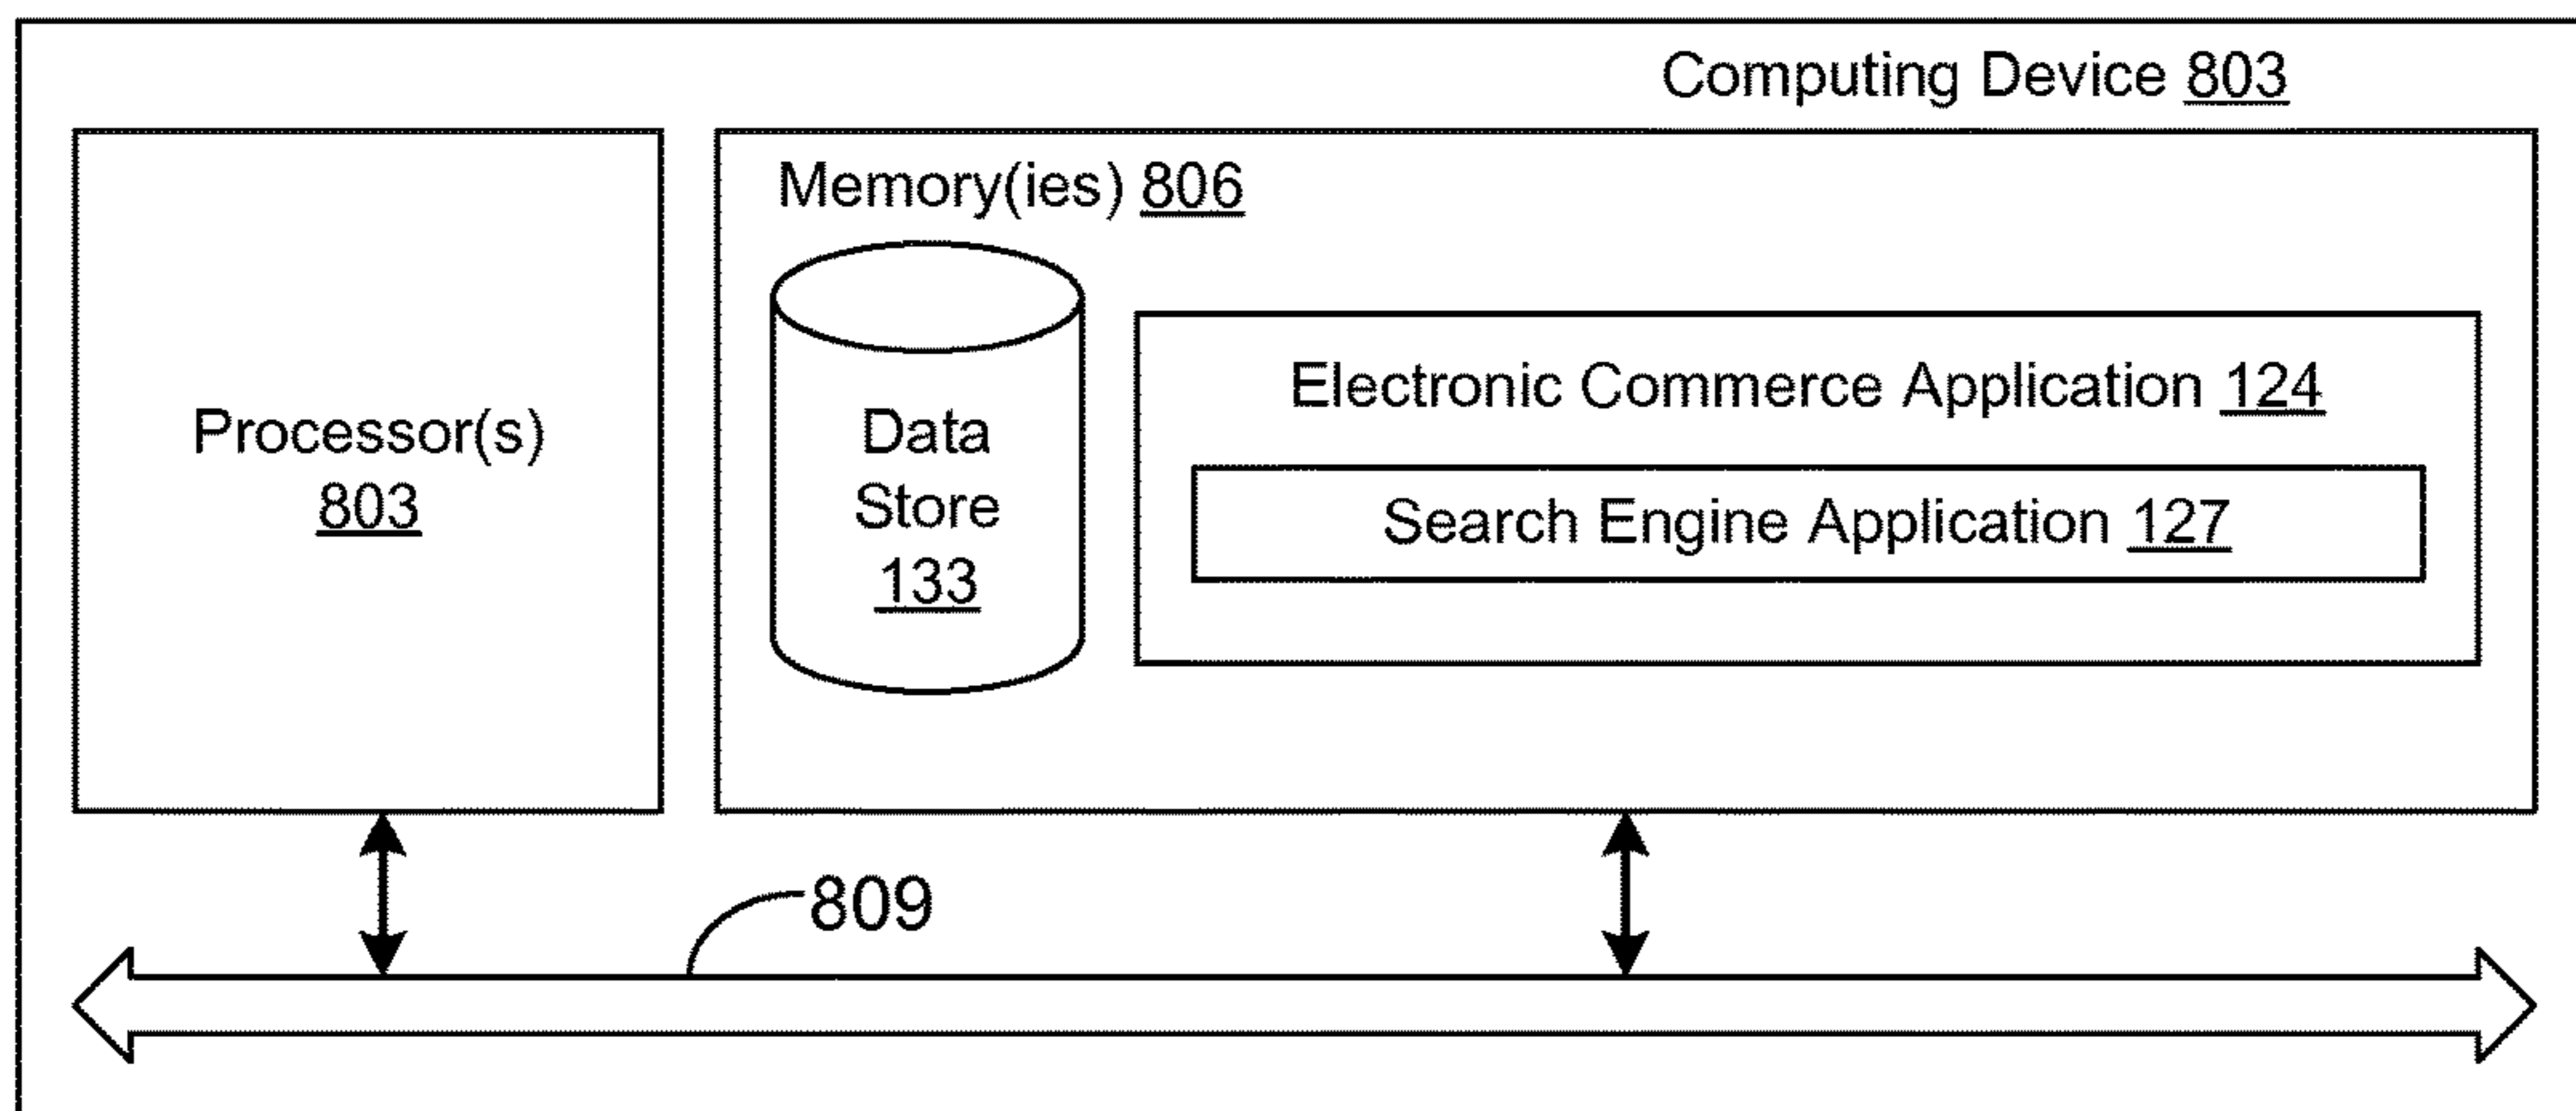 Computing Device 803
Processor(s)
803
Memory(ies) 806
Data
Store
133
Electronic Commerce Application 124
Search Engine Application 127
809